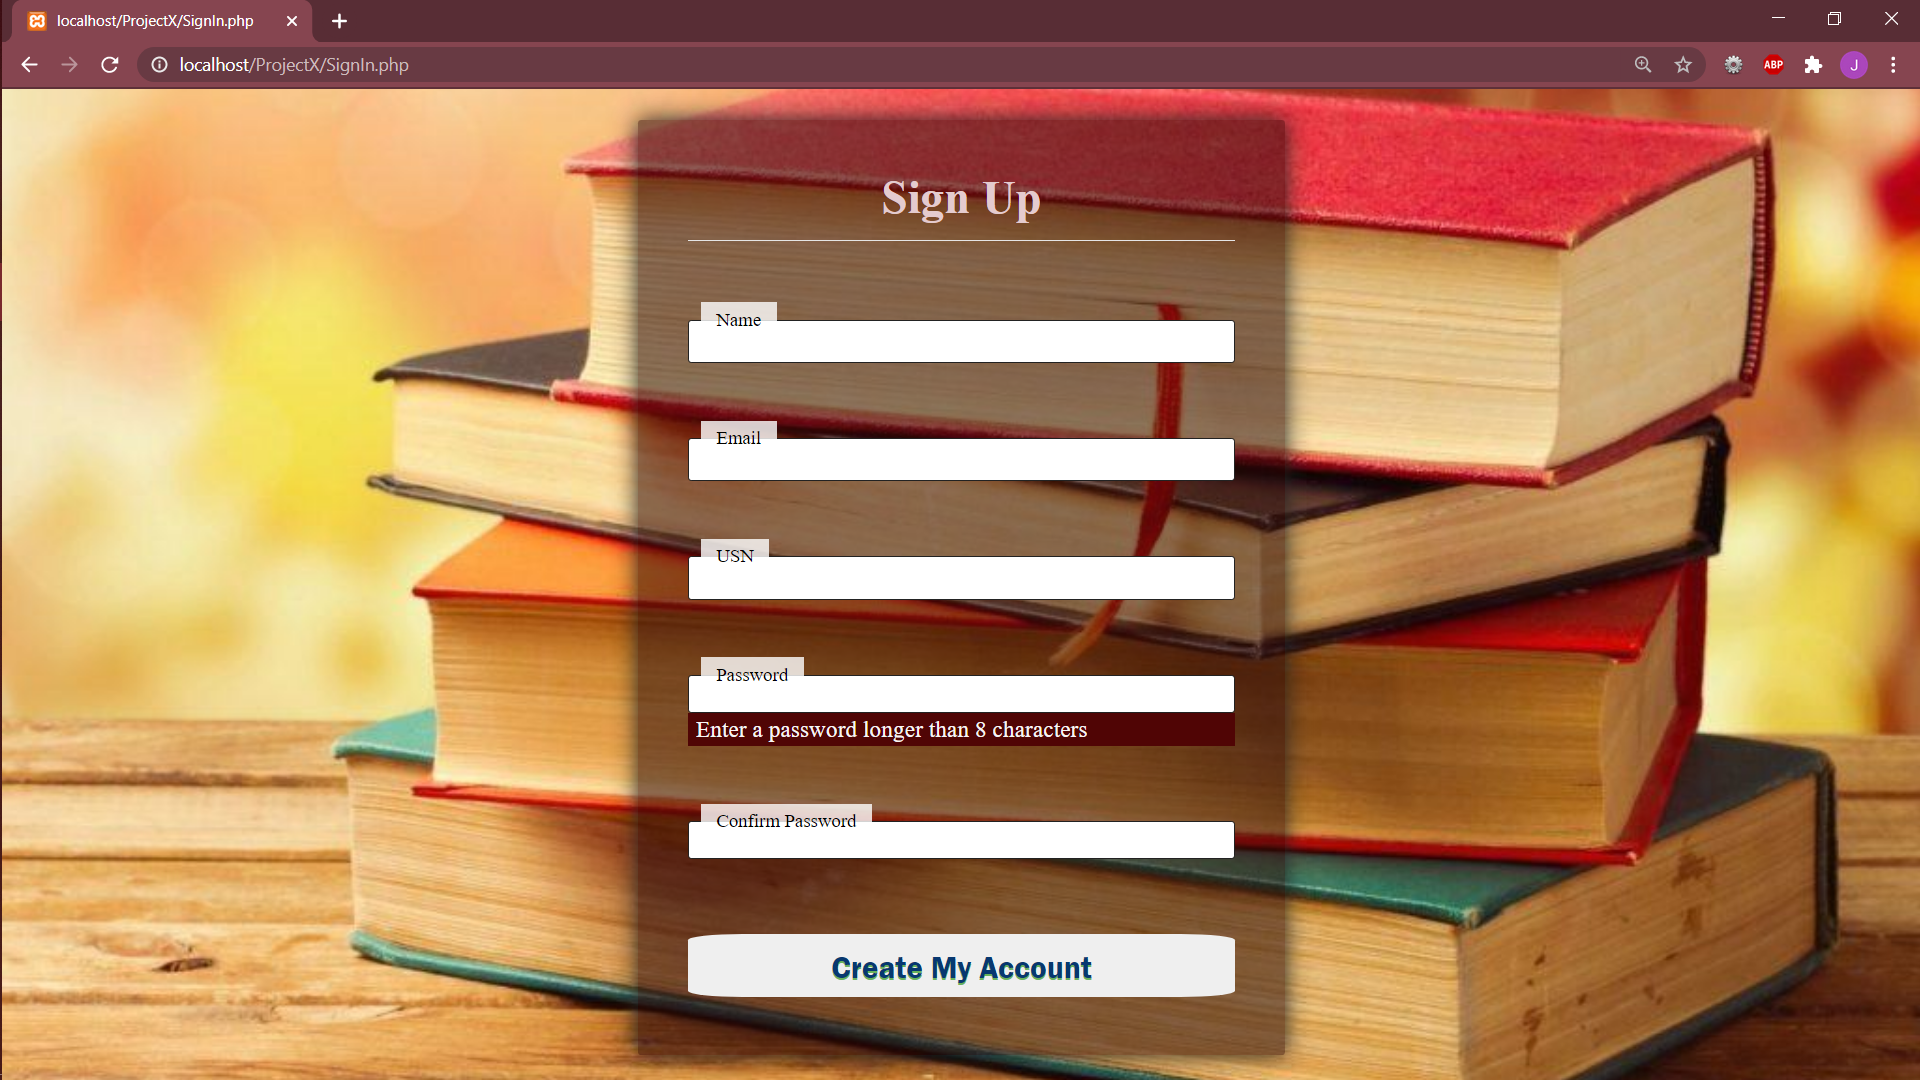 localhost/ProjectX/SignIn.php
localhost/ProjectX/SignIn.php
ABP
J
Sign Up
Name
Email
USN
Password
Enter a password longer than 8 characters
Confirm Password
Create My Account